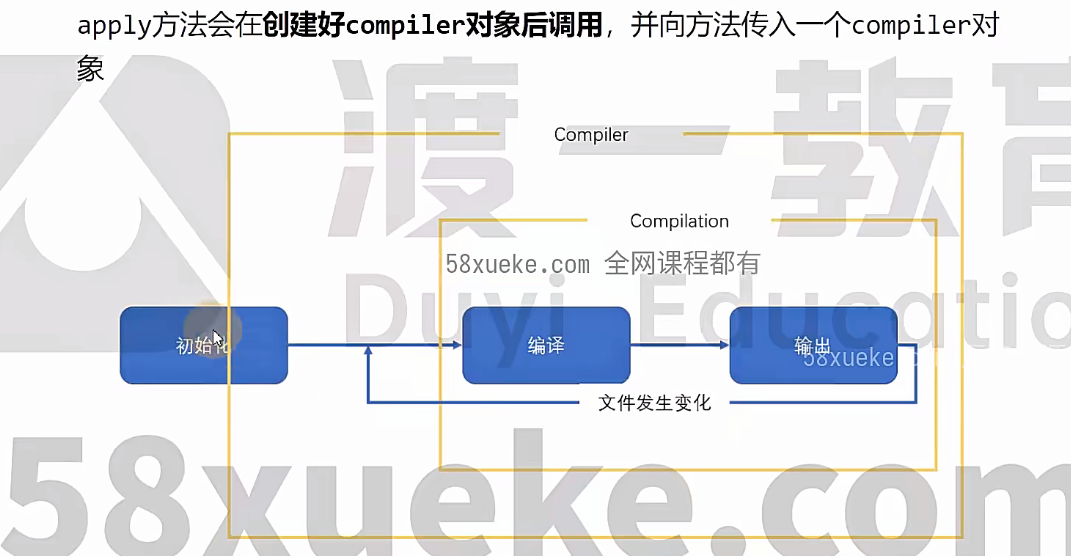 apply方法会在创建好compiler对象后调用，并向方法传入一个compiler对
象
渡一教育
Compiler
Compilation
58xueke.com 全网课程都有
Duyi Educatio
初始化
编译
输出
58xueke
文件发生变化
58xueke.com